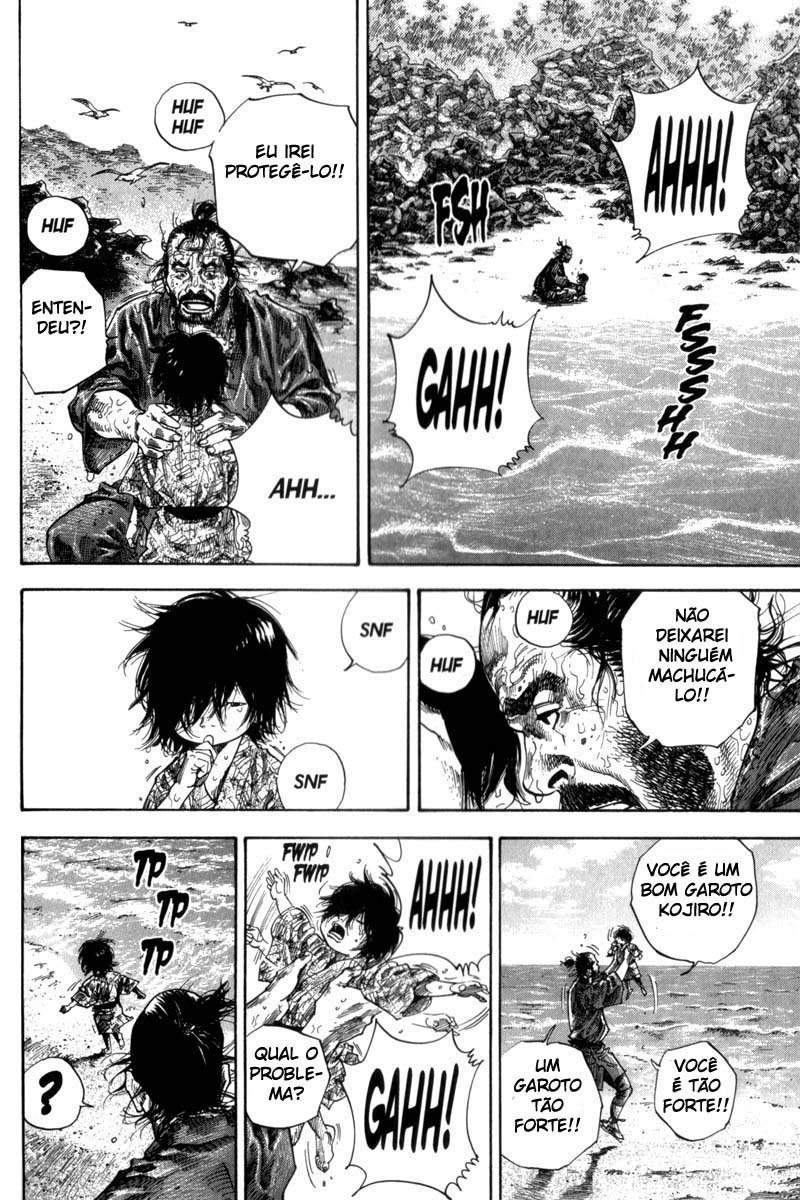 AHHH!
FSH
GAHH!
FSSSHH
HUF
HUF
EU IREI
PROTEGÊ-LO!!
HUF
ENTEN-
DEU?!
AHH...
NÃO
DEIXAREI
NINGUÉM
MACHUCÁ-
LO!!
HUF
HUF
SNF
SNF
VOCÊ É UM
BOM GAROTO
KOJIRO!!
VOCÊ
É TÃO
FORTE!!
UM
GAROTO
TÃO
FORTE!!
FWIP
FWIP
AHHH!
QUAL O
PROBLE-
MA?
GAHH!
TP
TP
TP
?